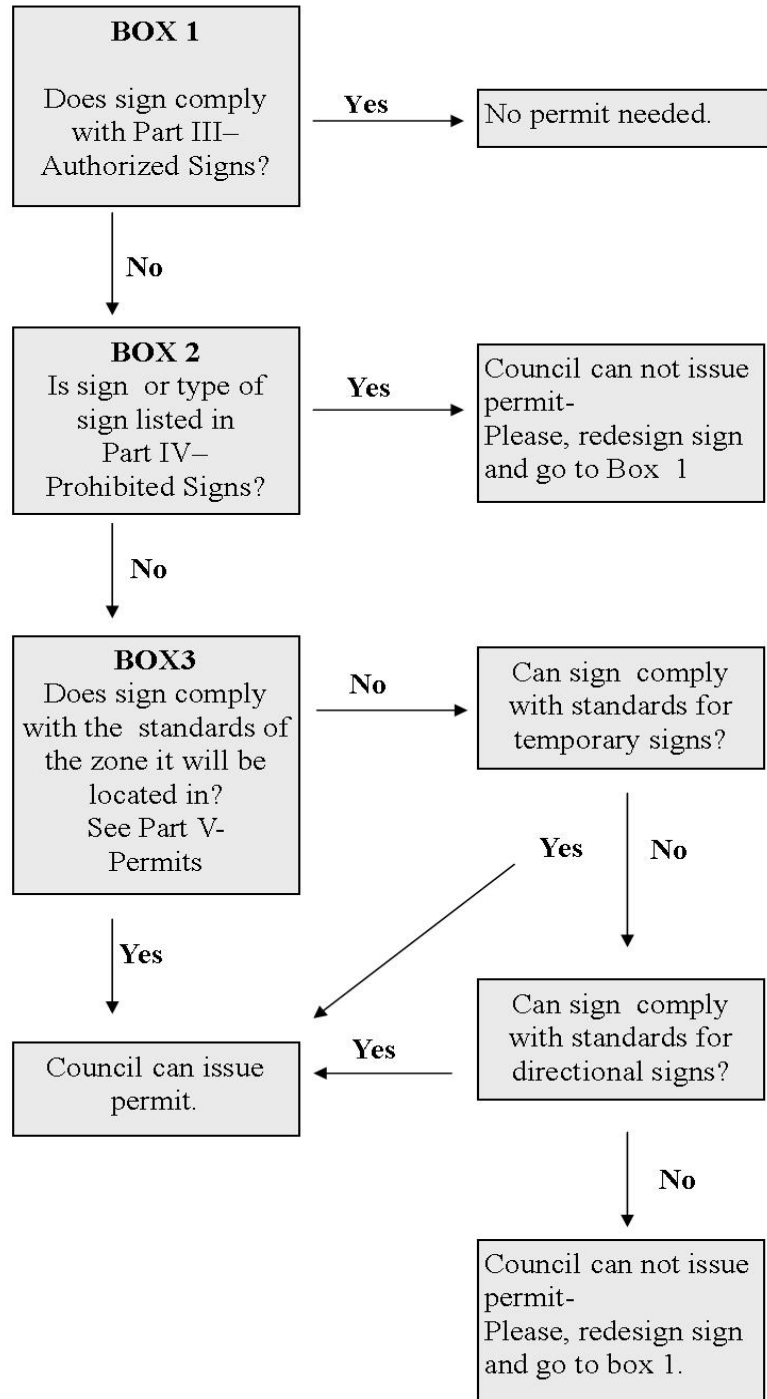 BOX 1
Does sign comply
with Part III–
Authorized Signs?
Yes
No permit needed.
No
BOX 2
Is sign or type of
sign listed in
Part IV–
Prohibited Signs?
Yes
Council can not issue
permit-
Please, redesign sign
and go to Box 1
No
BOX3
Does sign comply
with the standards of
the zone it will be
located in?
See Part V-
Permits
No
Can sign comply
with standards for
temporary signs?
Yes
No
Yes
Can sign comply
with standards for
directional signs?
Yes
Council can issue
permit.
No
Council can not issue
permit-
Please, redesign sign
and go to box 1.